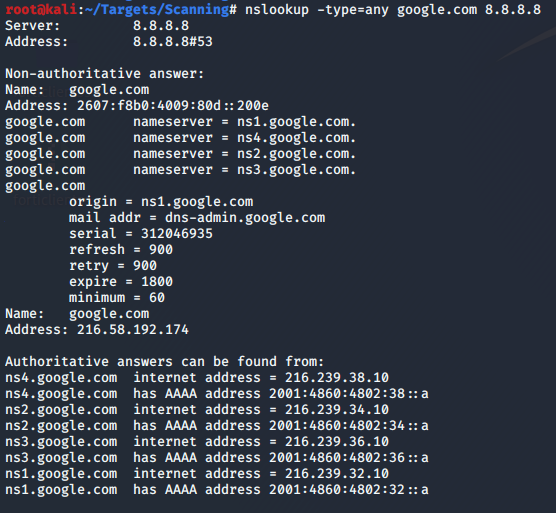 root@kali:~/Targets/Scanning# nslookup -type=any google.com 8.8.8.8
Server:         8.8.8.8
Address:        8.8.8.8#53

Non-authoritative answer:
Name:   google.com
Address: 2607:f8b0:4009:80d::200e
google.com      nameserver = ns1.google.com.
google.com      nameserver = ns4.google.com.
google.com      nameserver = ns2.google.com.
google.com      nameserver = ns3.google.com.
google.com
        origin = ns1.google.com
        mail addr = dns-admin.google.com
        serial = 312046935
        refresh = 900
        retry = 900
        expire = 1800
        minimum = 60
Name:   google.com
Address: 216.58.192.174

Authoritative answers can be found from:
ns4.google.com  internet address = 216.239.38.10
ns4.google.com  has AAAA address 2001:4860:4802:38::a
ns2.google.com  internet address = 216.239.34.10
ns2.google.com  has AAAA address 2001:4860:4802:34::a
ns3.google.com  internet address = 216.239.36.10
ns3.google.com  has AAAA address 2001:4860:4802:36::a
ns1.google.com  internet address = 216.239.32.10
ns1.google.com  has AAAA address 2001:4860:4802:32::a